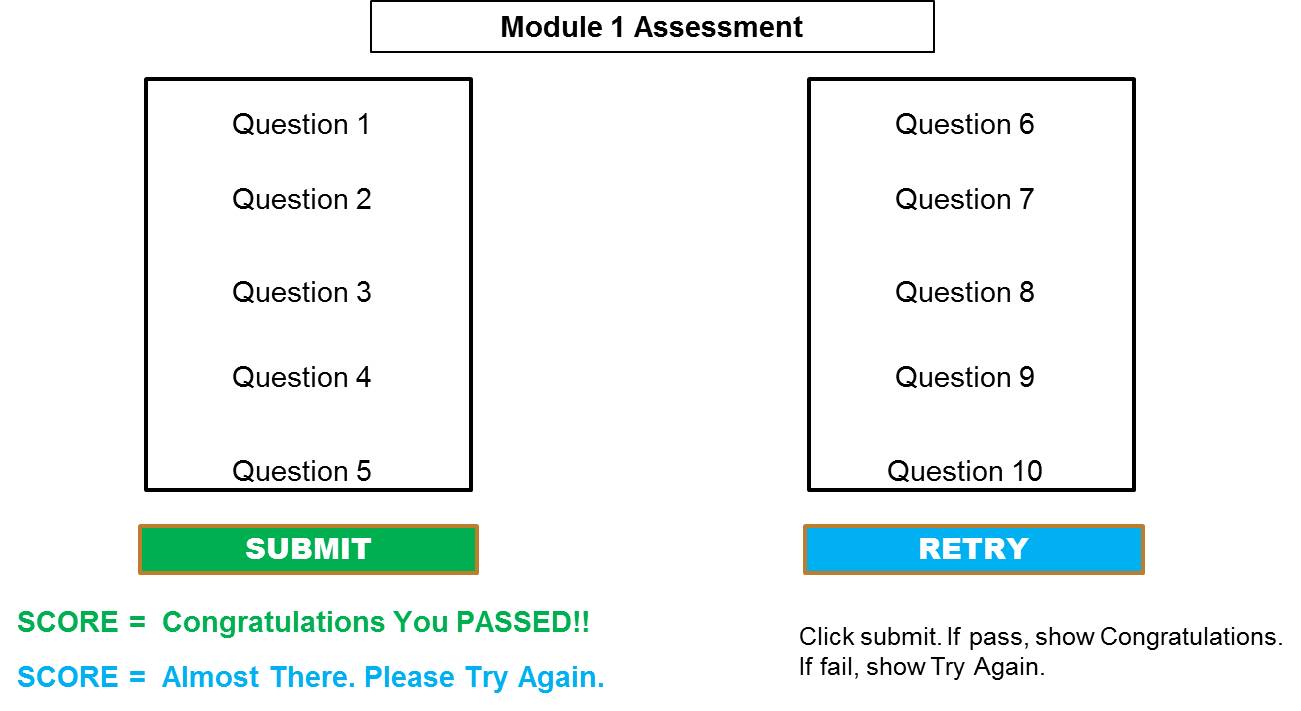 Module 1 Assessment
Question 1
Question 2
Question 3
Question 4
Question 5
Question 6
Question 7
Question 8
Question 9
Question 10
SUBMIT
RETRY
SCORE = Congratulations You PASSED!!
SCORE = Almost There. Please Try Again.
Click submit. If pass, show Congratulations.
If fail, show Try Again.